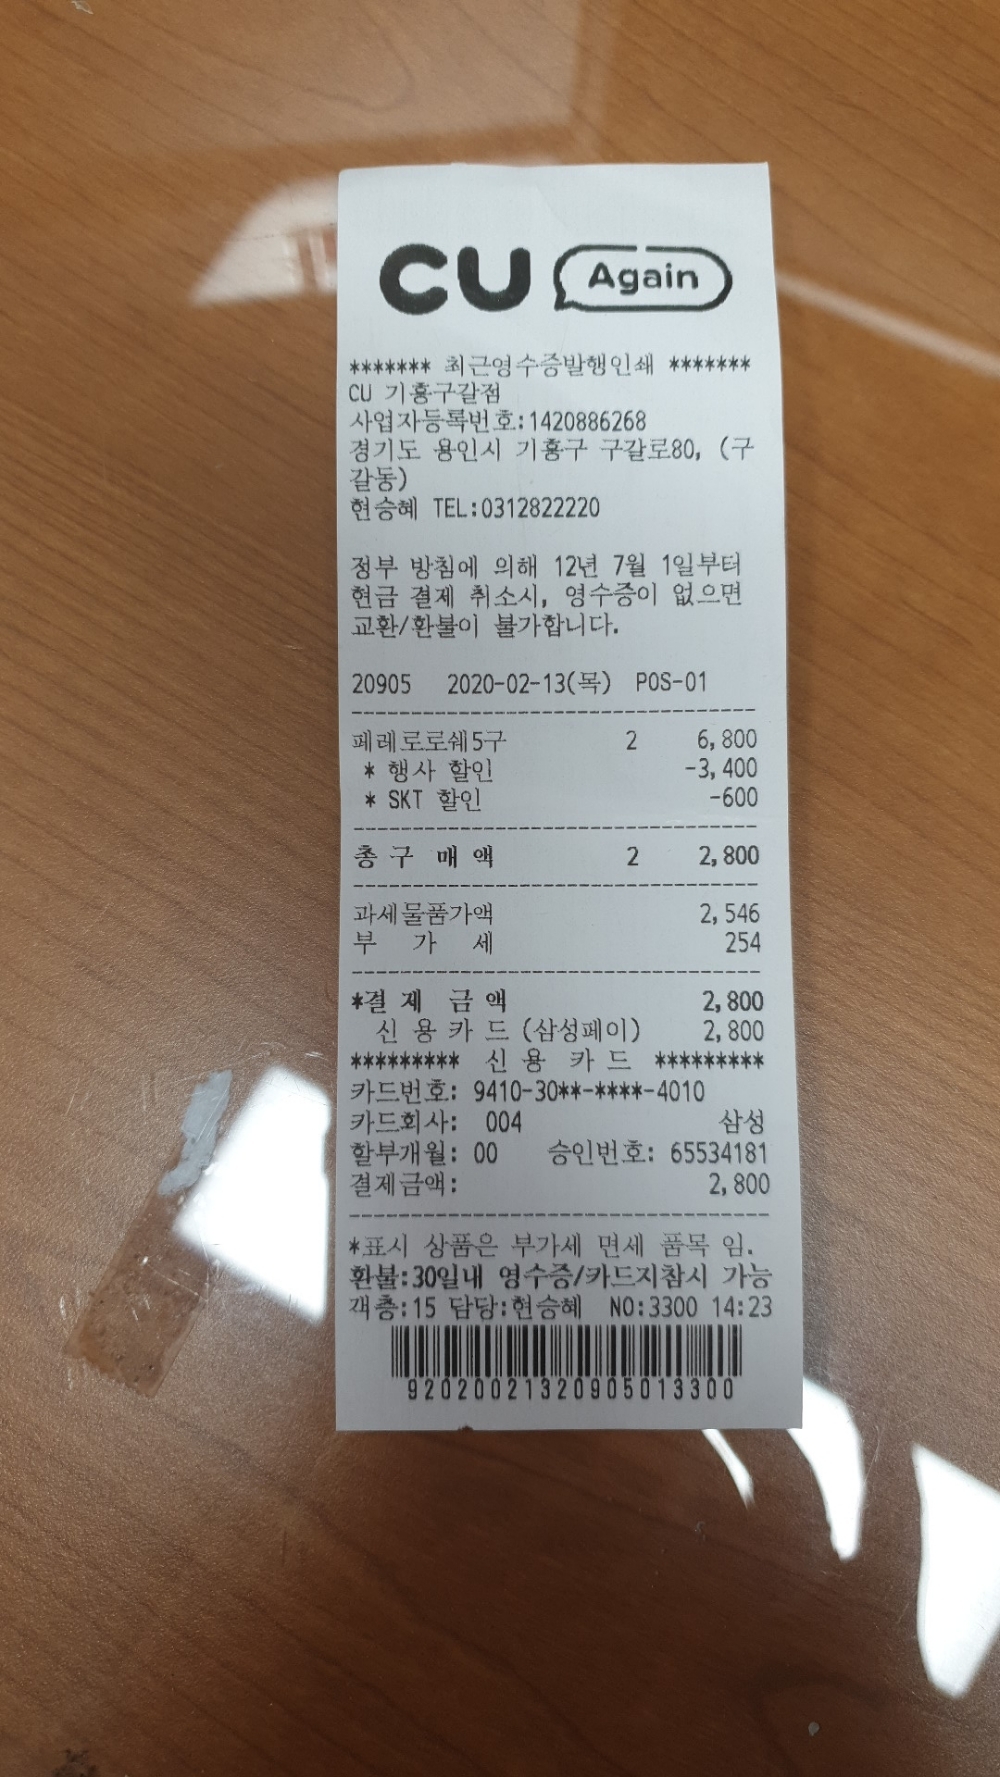 CU Again
******* 최근영수증발행인쇄 *******
CU 기흥구갈점
사업자등록번호:1420886268
경기도 용인시 기흥구 구갈로80, (구
갈동)
현승혜 TEL:0312822220
정부 방침에 의해 12년 7월 1일부터
현금 결제 취소시, 영수증이 없으면
교환/환불이 불가합니다.
20905 2020-02-13(목) POS-01
페레로로쉐5구 2 6,800
* 행사 할인 -3,400
* SKT 할인 -600
총 구 매 액 2 2,800
과세물품가액 2,546
부 가 세 254
*결 제 금 액 2,800
신 용 카 드 (삼성페이) 2,800
********* 신 용 카 드 *********
카드번호: 9410-30**-****-4010
카드회사: 004 삼성
할부개월: 00 승인번호: 65534181
결제금액: 2,800
*표시 상품은 부가세 면세 품목 임.
환불:30일내 영수증/카드지참시 가능
객층:15 담당:현승혜 NO:3300 14:23
92020021320905013300